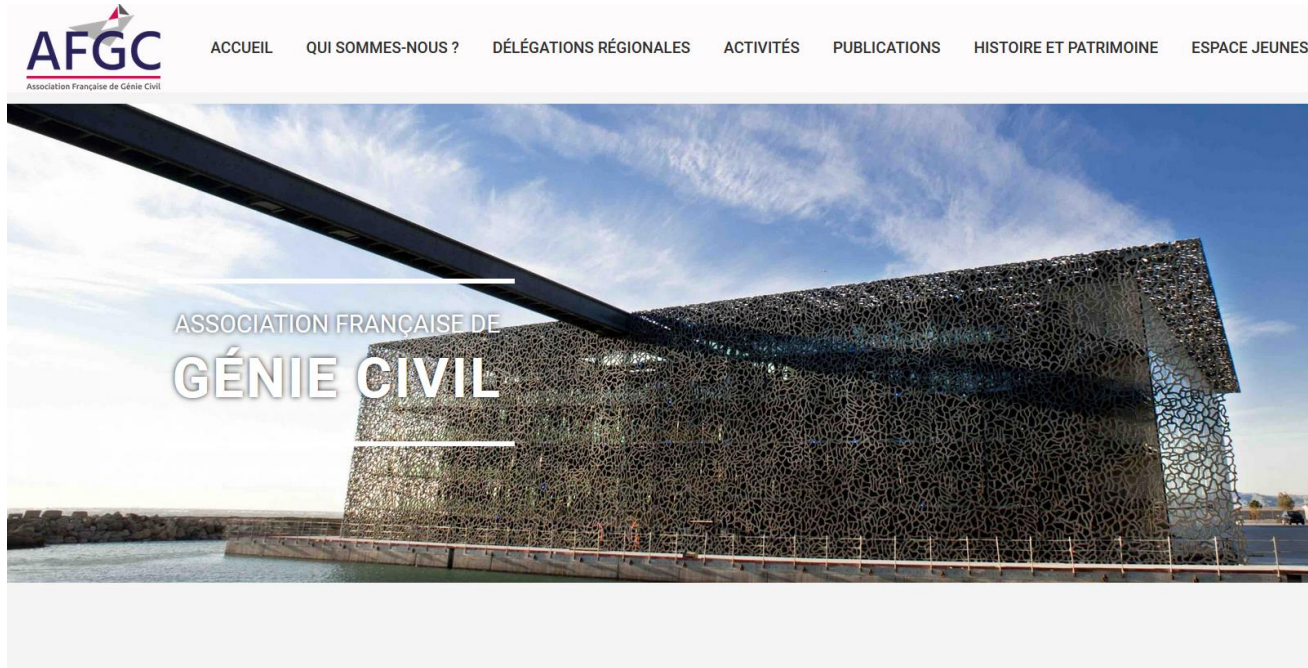 AFGC
Association Française de Génie Civil
ACCUEIL QUI SOMMES-NOUS ? DÉLÉGATIONS RÉGIONALES ACTIVITÉS PUBLICATIONS HISTOIRE ET PATRIMOINE ESPACE JEUNES
ASSOCIATION FRANÇAISE DE
GÉNIE CIVIL